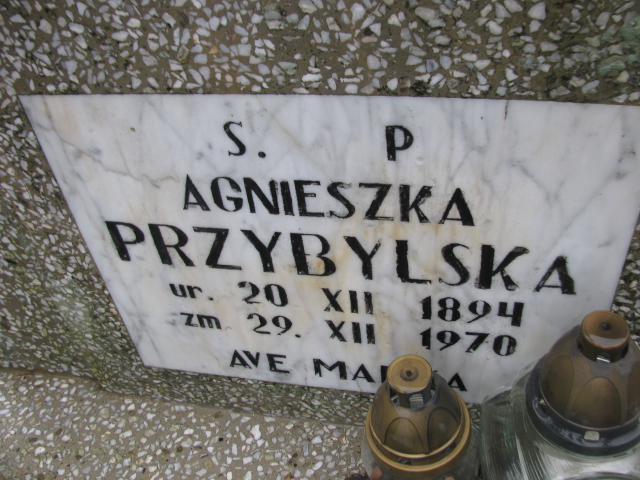 S. P
AGNIESZKA
PRZYBYLSKA
ur. 20 XII 1894
zm 29. XII 1970
AVE